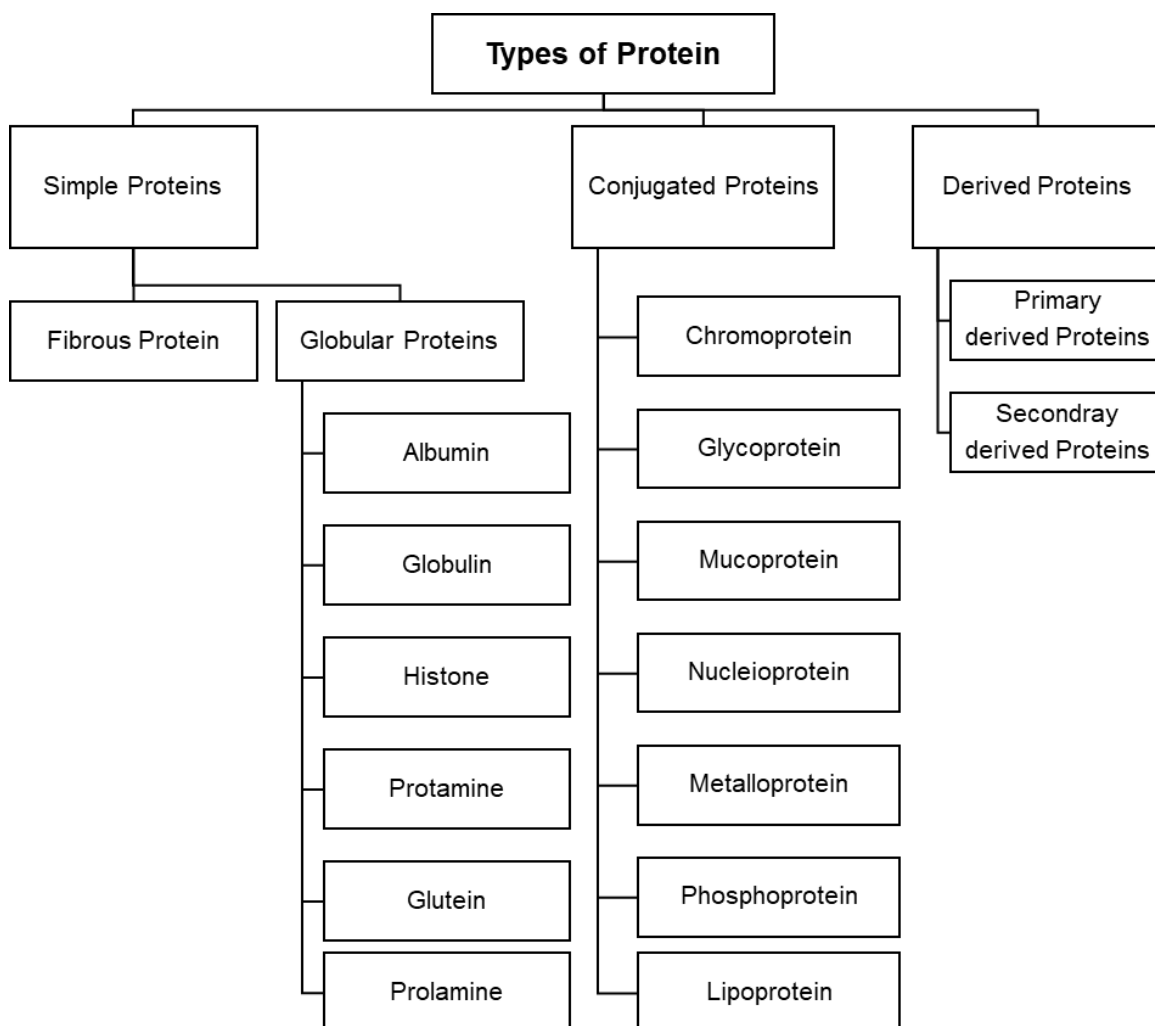 Types of Protein
Simple Proteins
Conjugated Proteins
Derived Proteins
Fibrous Protein
Globular Proteins
Albumin
Globulin
Histone
Protamine
Glutein
Prolamine
Chromoprotein
Glycoprotein
Mucoprotein
Nucleioprotein
Metalloprotein
Phosphoprotein
Lipoprotein
Primary
derived Proteins
Secondray
derived Proteins